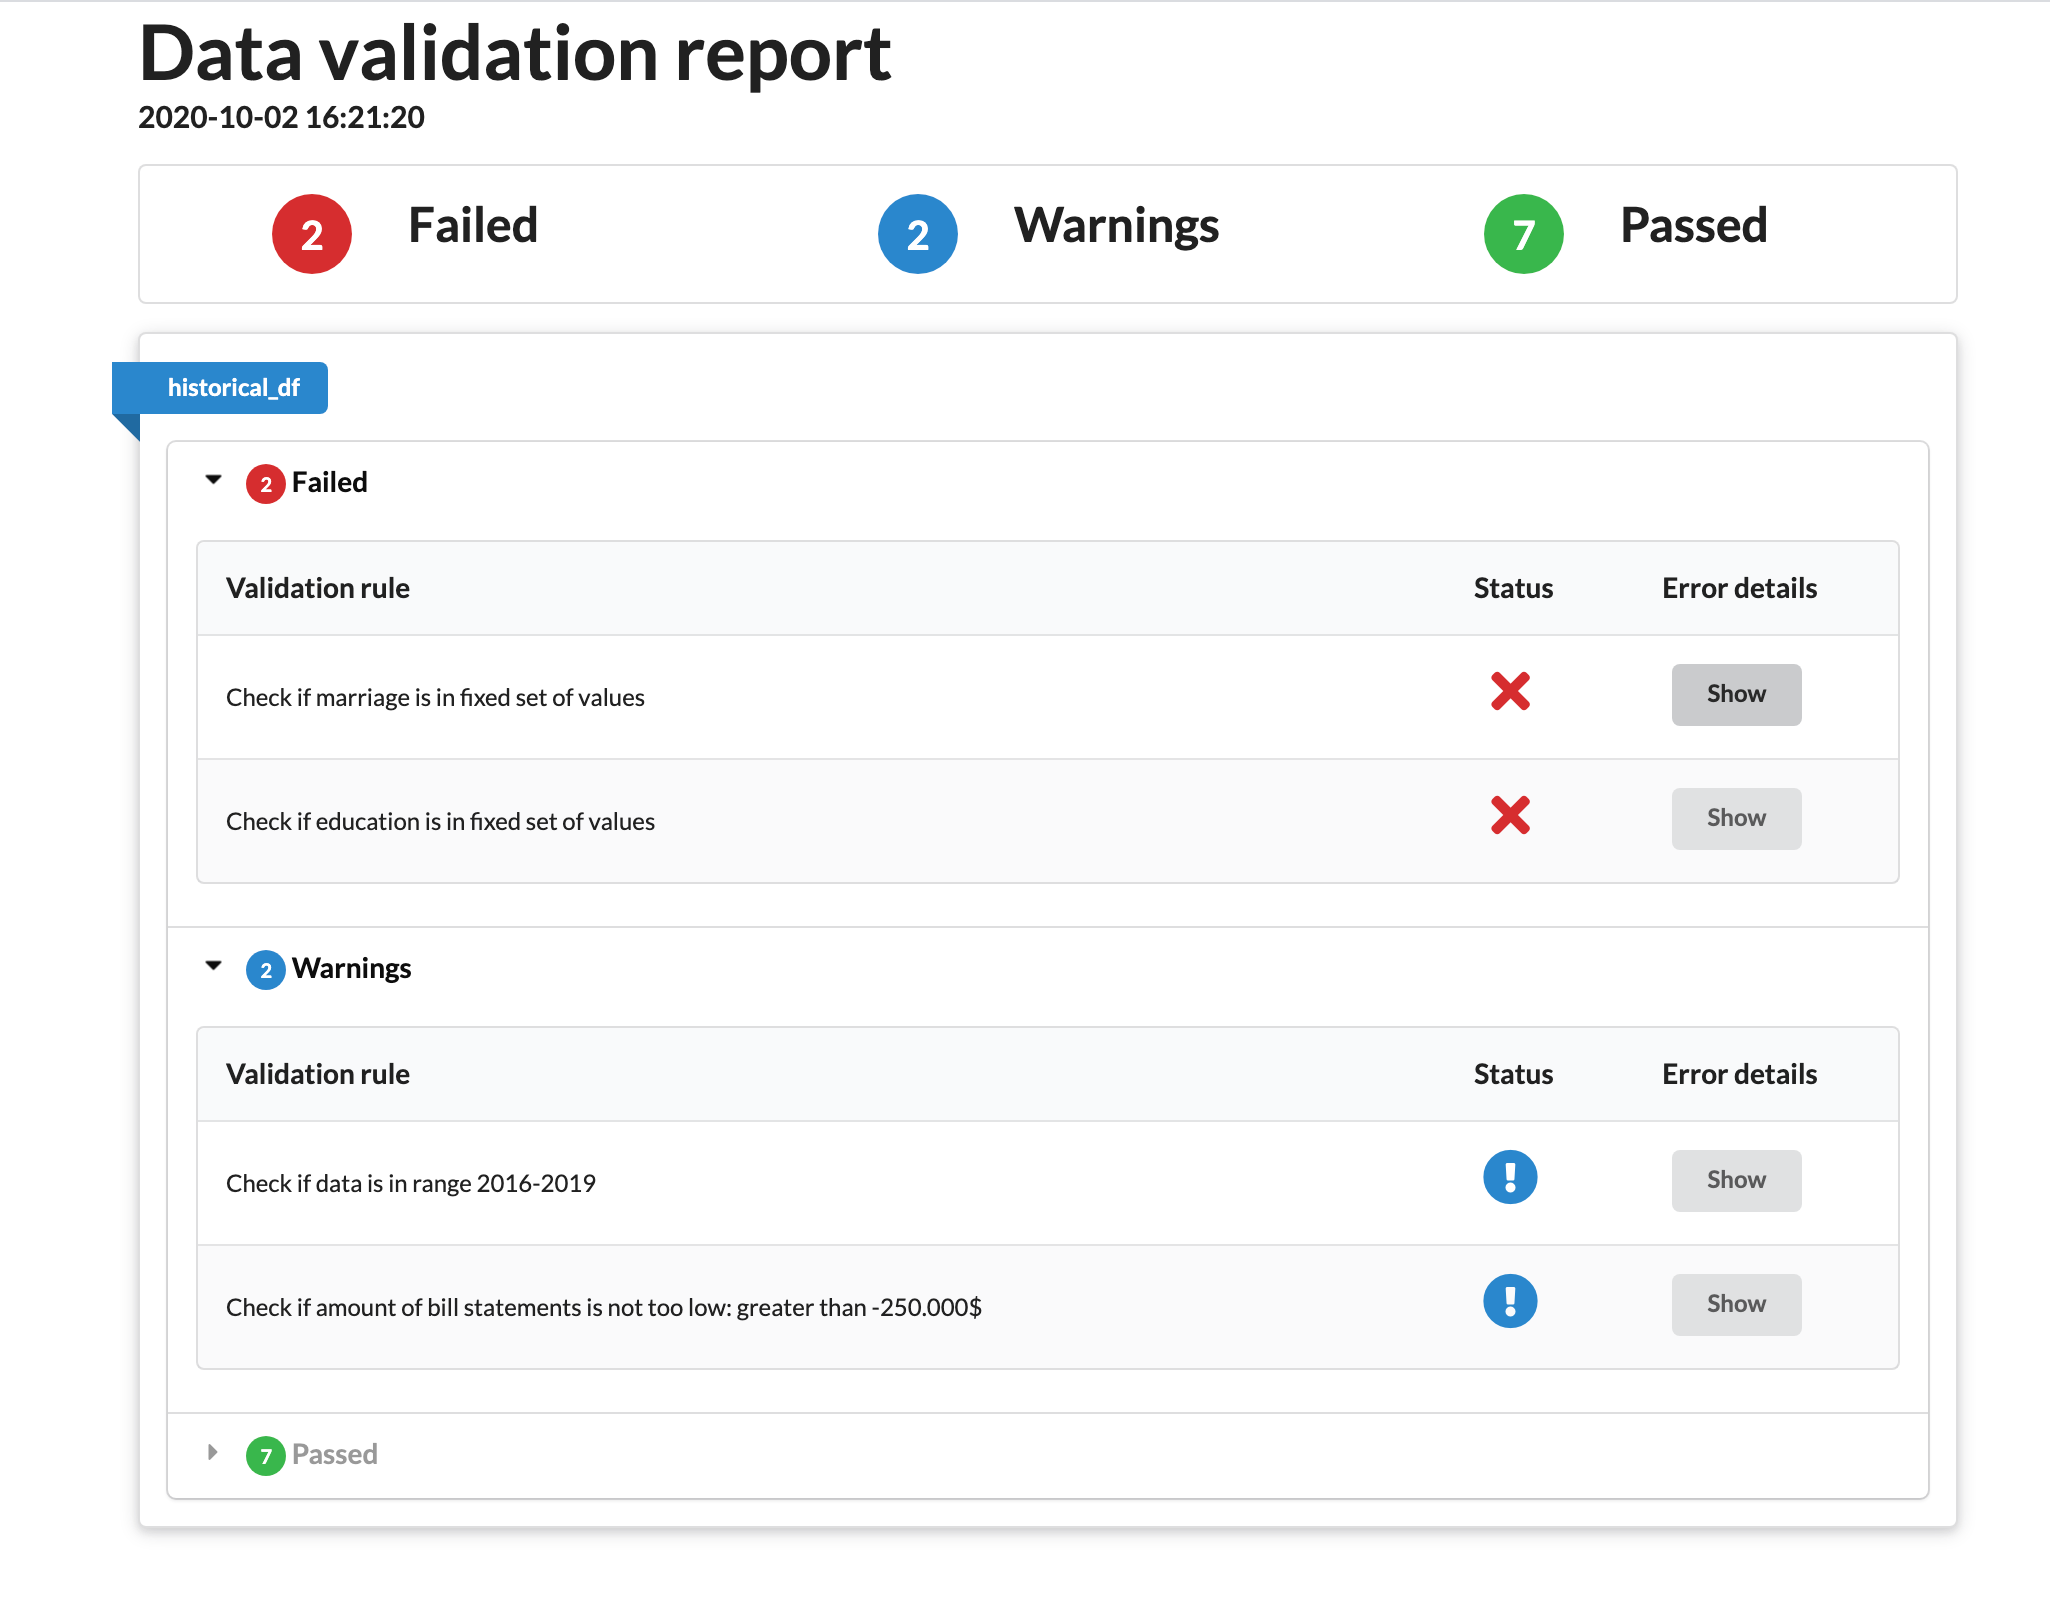 Data validation report
2020-10-02 16:21:20
2 Failed 2 Warnings 7 Passed
historical_df
2 Failed
Validation rule Status Error details
Check if marriage is in fixed set of values Show
Check if education is in fixed set of values Show
2 Warnings
Validation rule Status Error details
Check if data is in range 2016-2019 ! Show
Check if amount of bill statements is not too low: greater than -250.000$ ! Show
7 Passed